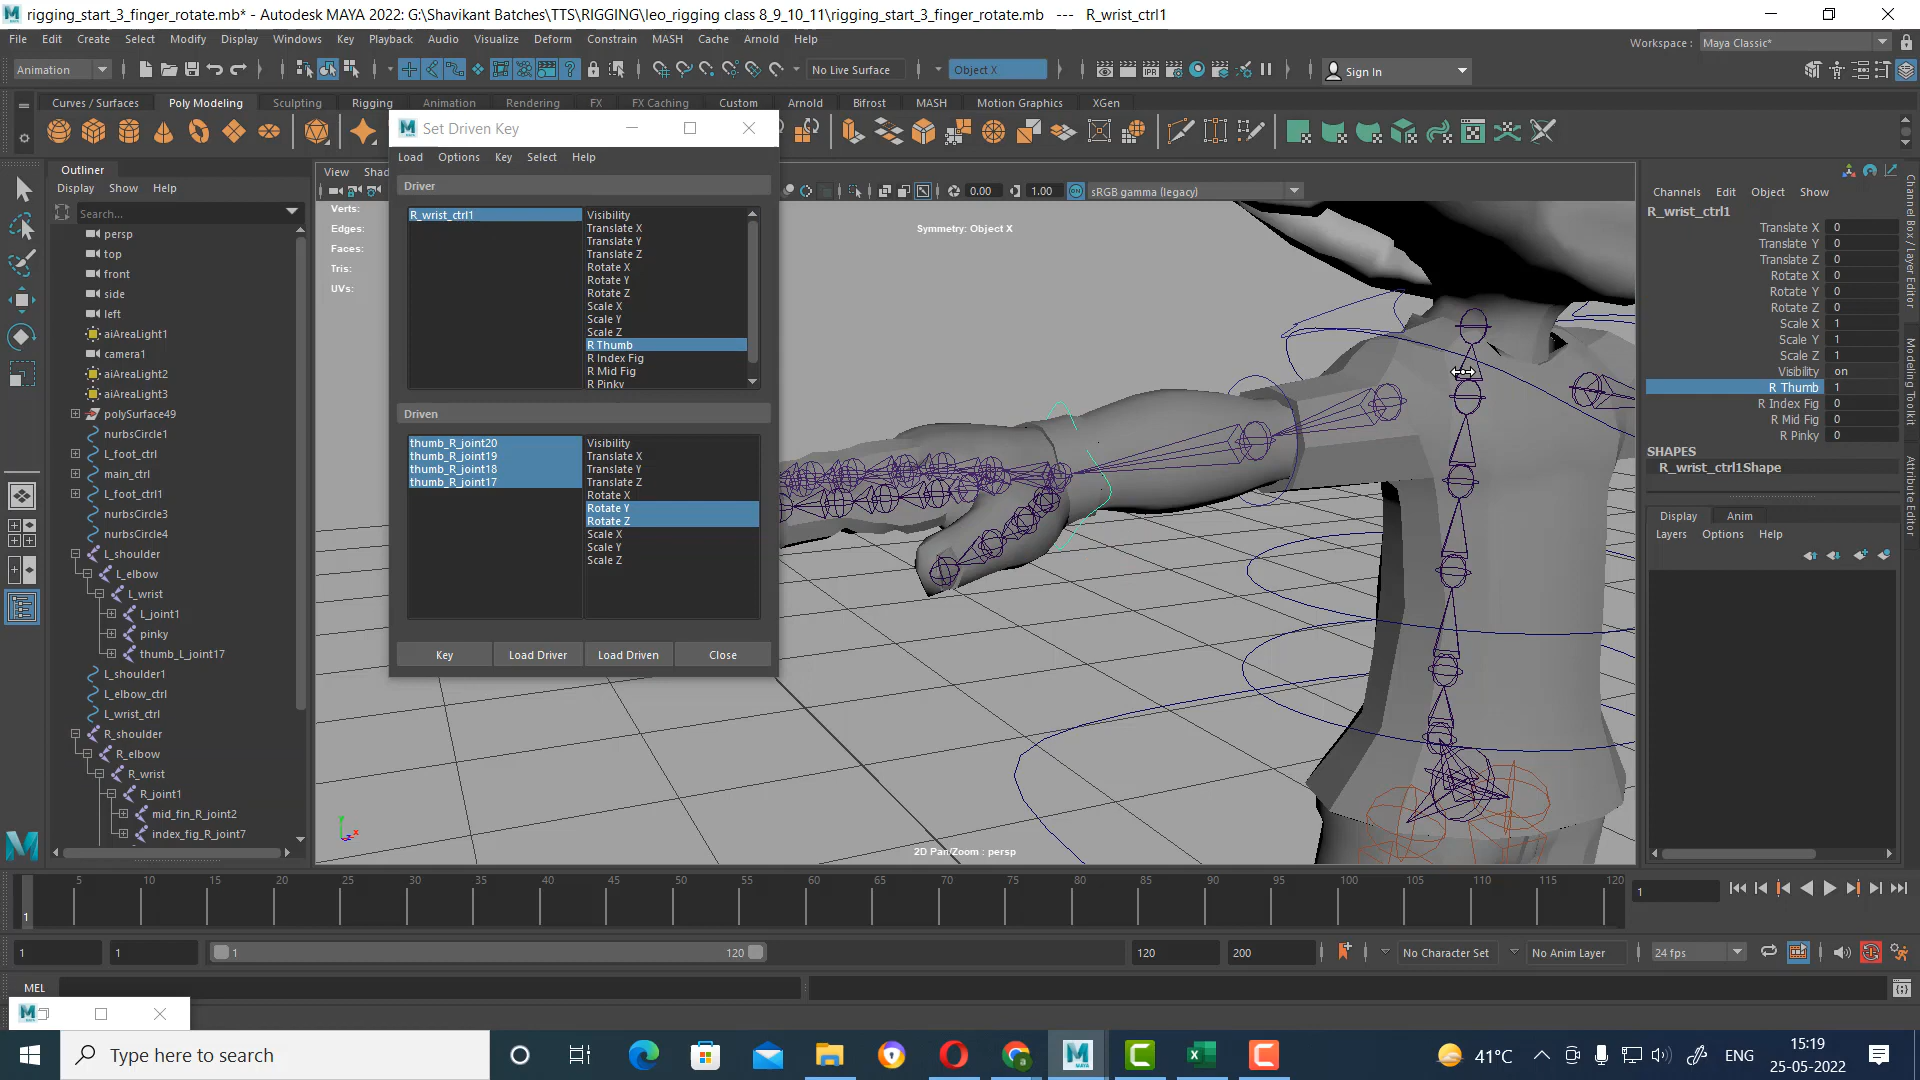 rigging_start_3_finger_rotate.mb* - Autodesk MAYA 2022: G:\Shavikant Batches\TTS\RIGGING\leo_rigging class 8_9_10_11\rigging_start_3_finger_rotate.mb --- R_wrist_ctrl1
File Edit Create Select Modify Display Windows Key Playback Audio Visualize Deform Constrain MASH Cache Arnold Help
Workspace : Maya Classic*
Animation No Live Surface Object X Sign In
Curves / Surfaces Poly Modeling Sculpting Rigging Animation Rendering FX FX Caching Custom Arnold Bifrost MASH Motion Graphics XGen
Set Driven Key
Load Options Key Select Help
Driver
R_wrist_ctrl1
Visibility
Translate X
Translate Y
Translate Z
Rotate X
Rotate Y
Rotate Z
Scale X
Scale Y
Scale Z
R Thumb
R Index Fig
R Mid Fig
R Pinky
Driven
thumb_R_joint20
thumb_R_joint19
thumb_R_joint18
thumb_R_joint17
Visibility
Translate X
Translate Y
Translate Z
Rotate X
Rotate Y
Rotate Z
Scale X
Scale Y
Scale Z
Key Load Driver Load Driven Close
Outliner
Display Show Help
Search...
persp
top
front
side
left
aiAreaLight1
camera1
aiAreaLight2
aiAreaLight3
polySurface49
nurbsCircle1
L_foot_ctrl
main_ctrl
L_foot_ctrl1
nurbsCircle3
nurbsCircle4
L_shoulder
L_elbow
L_wrist
L_joint1
pinky
thumb_L_joint17
L_shoulder1
L_elbow_ctrl
L_wrist_ctrl
R_shoulder
R_elbow
R_wrist
R_joint1
mid_fin_R_joint2
index_fig_R_joint7
View Shad
0.00 1.00 sRGB gamma (legacy)
Verts:
Edges:
Faces:
Tris:
UVs:
Symmetry: Object X
2D Pan/Zoom : persp
y
x
Channels Edit Object Show
R_wrist_ctrl1
Translate X 0
Translate Y 0
Translate Z 0
Rotate X 0
Rotate Y 0
Rotate Z 0
Scale X 1
Scale Y 1
Scale Z 1
Visibility on
R Thumb 1
R Index Fig 0
R Mid Fig 0
R Pinky 0
SHAPES
R_wrist_ctrl1Shape
Display Anim
Layers Options Help
Channel Box / Layer Editor
Modeling Toolkit
Attribute Editor
1 5 10 15 20 25 30 35 40 45 50 55 60 65 70 75 80 85 90 95 100 105 110 115 120
1
1 1 1 120 120 200 No Character Set No Anim Layer 24 fps
MEL
Type here to search
41°C ENG 15:19
25-05-2022